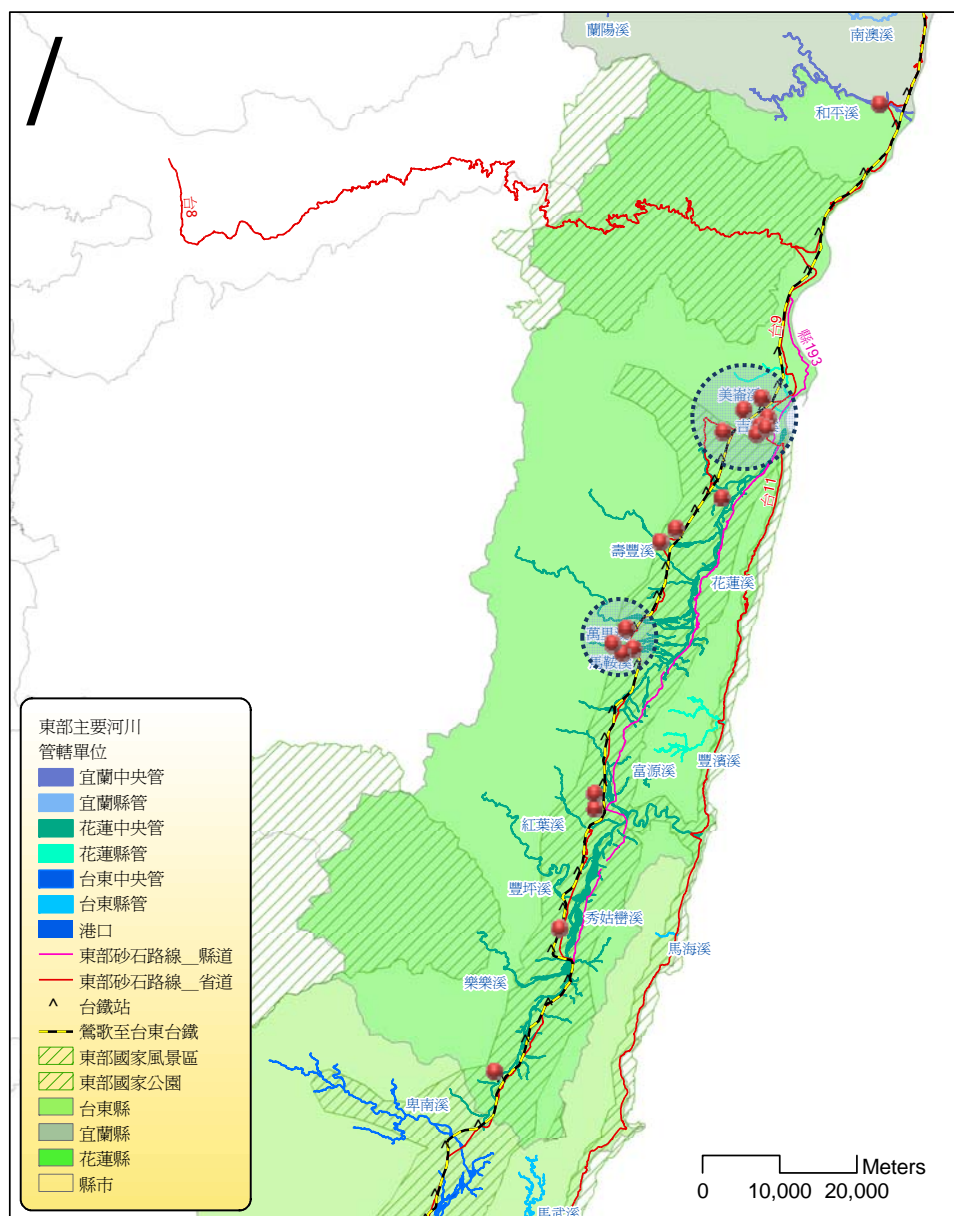 蘭陽溪
南澳溪
和平溪
台8
台9
縣193
美崙溪
吉
台11
壽豐溪
花蓮溪
萬里
馬鞍溪
豐濱溪
富源溪
紅葉溪
豐坪溪
秀姑巒溪
馬海溪
樂樂溪
卑南溪
馬武溪
東部主要河川
管轄單位
宜蘭中央管
宜蘭縣管
花蓮中央管
花蓮縣管
台東中央管
台東縣管
港口
東部砂石路線__縣道
東部砂石路線__省道
台鐵站
鶯歌至台東台鐵
東部國家風景區
東部國家公園
台東縣
宜蘭縣
花蓮縣
縣市
Meters
0 10,000 20,000